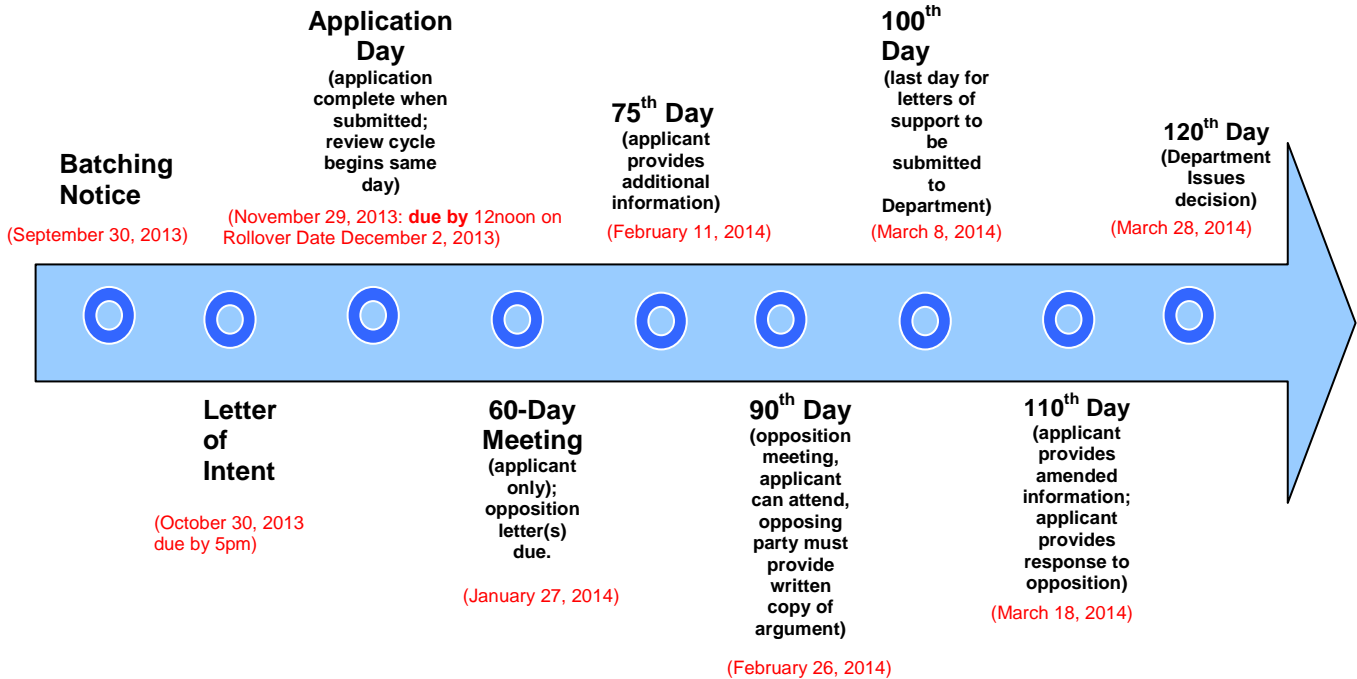 Batching
Notice
(September 30, 2013)
Letter
of
Intent
(October 30, 2013
due by 5pm)
Application
Day
(application
complete when
submitted;
review cycle
begins same
day)
(November 29, 2013: due by 12noon on
Rollover Date December 2, 2013)
60-Day
Meeting
(applicant
only);
opposition
letter(s)
due.
(January 27, 2014)
75th Day
(applicant
provides
additional
information)
(February 11, 2014)
90th Day
(opposition
meeting,
applicant
can attend,
opposing
party must
provide
written
copy of
argument)
(February 26, 2014)
100th
Day
(last day for
letters of
support to
be
submitted
to
Department)
(March 8, 2014)
110th Day
(applicant
provides
amended
information;
applicant
provides
response to
opposition)
(March 18, 2014)
120th Day
(Department
Issues
decision)
(March 28, 2014)